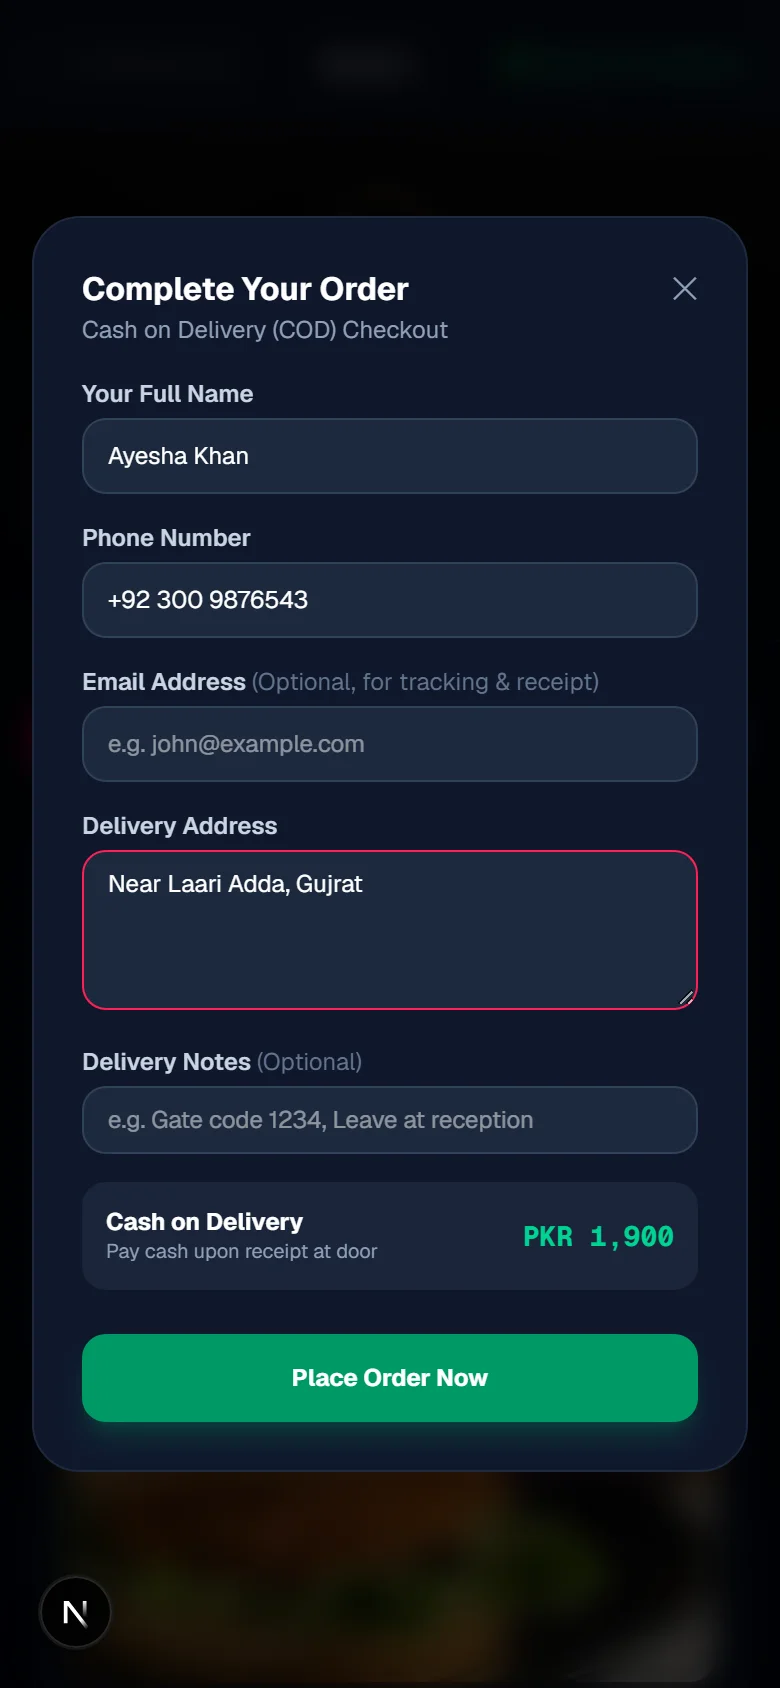 Complete Your Order
Cash on Delivery (COD) Checkout
Your Full Name
Ayesha Khan
Phone Number
+92 300 9876543
Email Address (Optional, for tracking & receipt)
e.g. john@example.com
Delivery Address
Near Laari Adda, Gujrat
Delivery Notes (Optional)
e.g. Gate code 1234, Leave at reception
Cash on Delivery
Pay cash upon receipt at door
PKR 1,900
Place Order Now
N